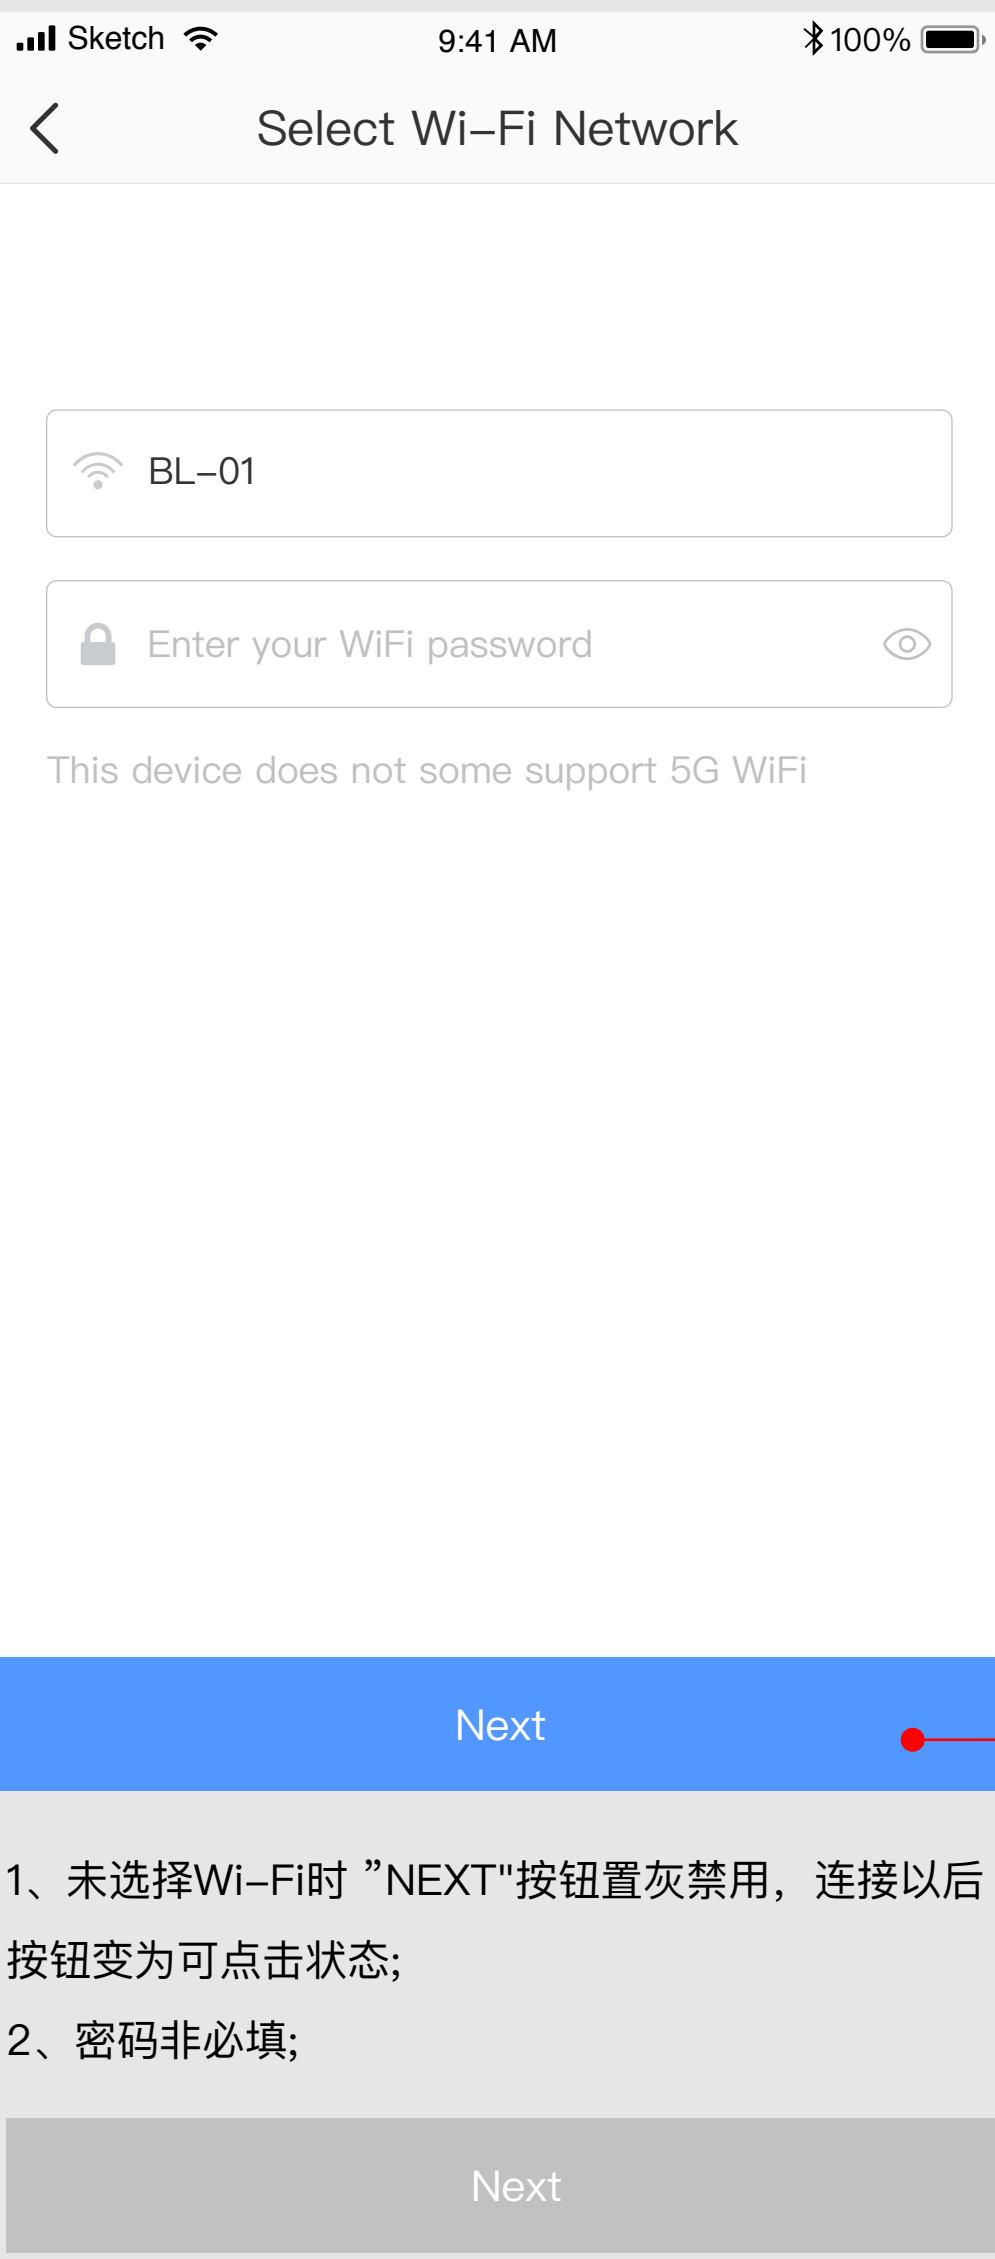 Sketch 9:41 AM 100%
Select Wi–Fi Network
BL–01
Enter your WiFi password
This device does not some support 5G WiFi
Next
1、未选择Wi–Fi时 ”NEXT"按钮置灰禁用，连接以后
按钮变为可点击状态;
2、密码非必填;
Next